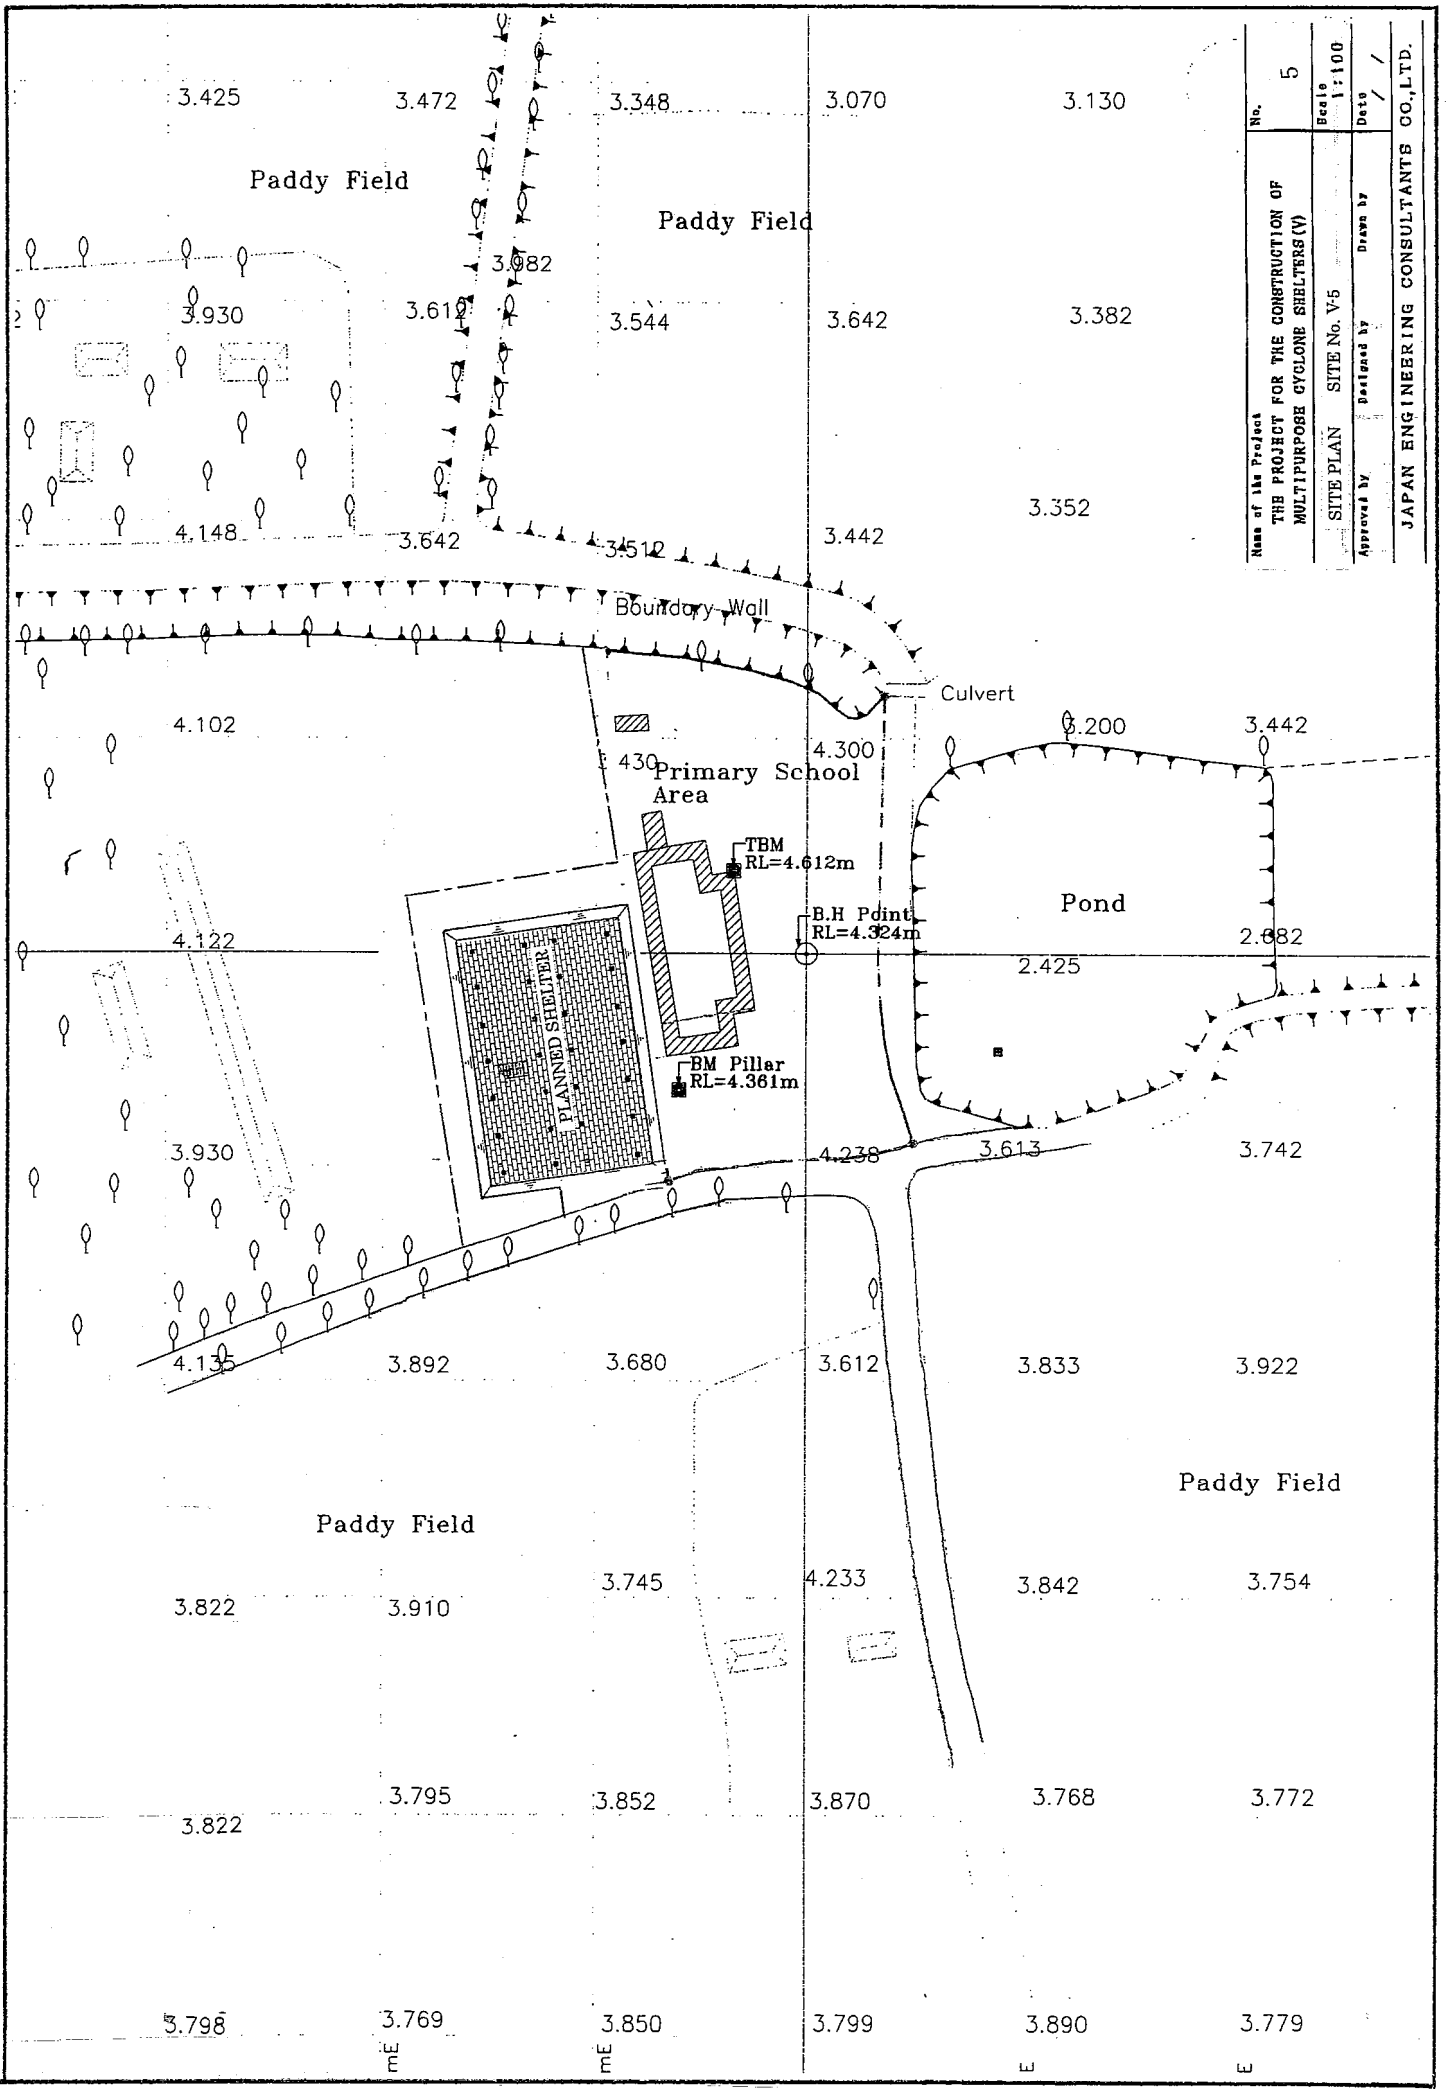 3.425 3.472 3.348 3.070 3.130
Paddy Field
Paddy Field
3.982
3.930 3.612 3.544 3.642 3.382
3.352
4.148 3.642 3.512 3.442
Boundary Wall
Culvert
4.102 4.300 3.200 3.442
430
Primary School
Area
TBM
RL=4.612m
Pond
B.H Point
RL=4.324m
4.122 2.425
PLANNED SHELTER
BM Pillar
RL=4.361m
3.930 4.238 3.613 3.742
4.135 3.892 3.680 3.612 3.833 3.922
Paddy Field
Paddy Field
3.822 3.910 3.745 4.233 3.842 3.754
3.822 3.795 3.852 3.870 3.768 3.772
3.798 3.769 3.850 3.799 3.890 3.779
mE mE E E
Name of the Project
THE PROJECT FOR THE CONSTRUCTION OF
MULTIPURPOSE CYCLONE SHELTERS(V)
No.
5
SITE PLAN SITE No. V-5
Scale
1:100
Approved by Designed by Drawn by Date
/ /
JAPAN ENGINEERING CONSULTANTS CO.,LTD.